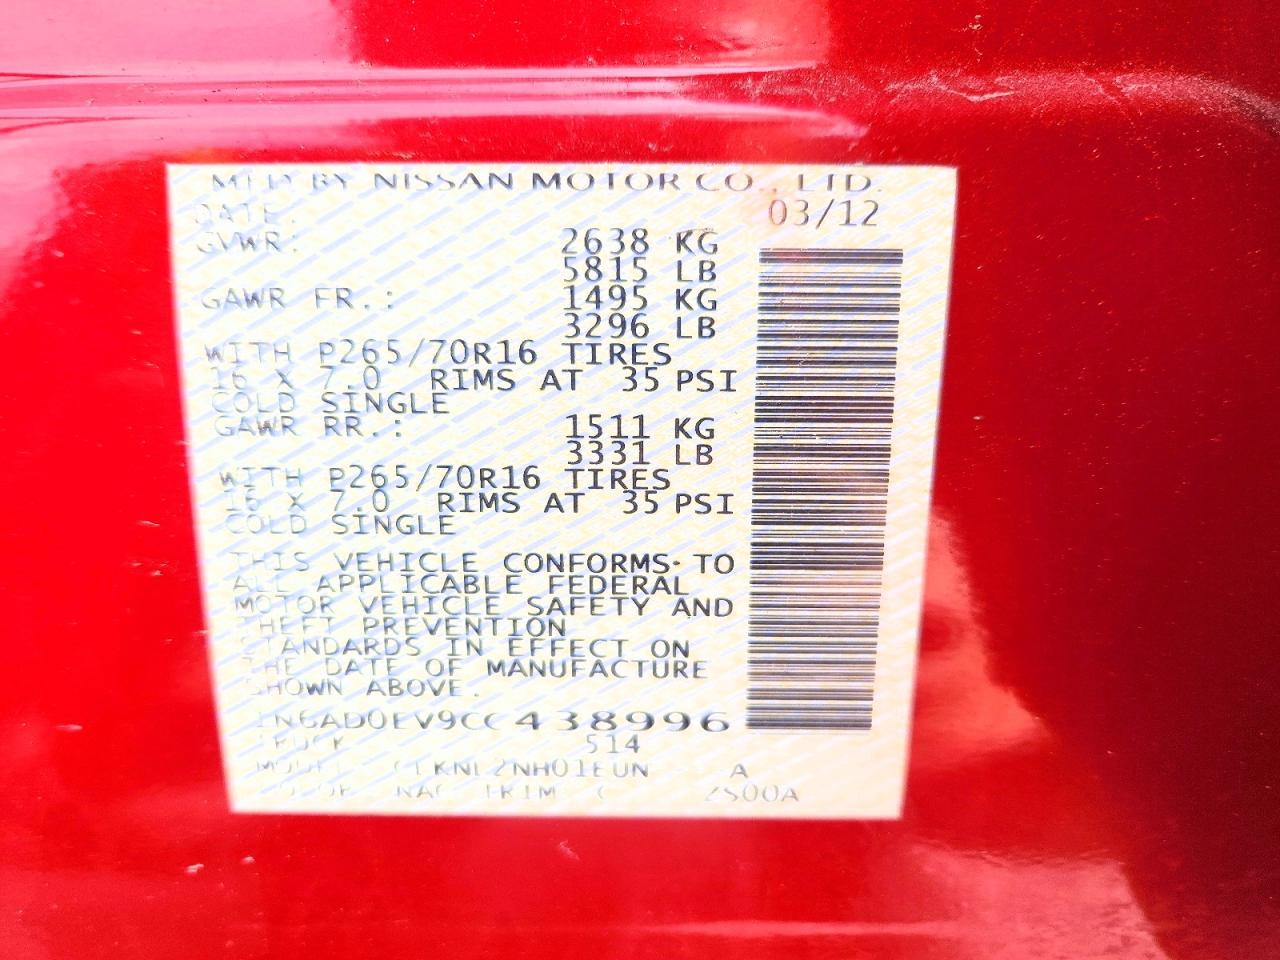 MFD BY NISSAN MOTOR CO., LTD.
DATE: 03/12
GVWR: 2638 KG
5815 LB
GAWR FR.: 1495 KG
3296 LB
WITH P265/70R16 TIRES
16 X 7.0 RIMS AT 35 PSI
COLD SINGLE
GAWR RR.: 1511 KG
3331 LB
WITH P265/70R16 TIRES
16 X 7.0 RIMS AT 35 PSI
COLD SINGLE
THIS VEHICLE CONFORMS TO
ALL APPLICABLE FEDERAL
MOTOR VEHICLE SAFETY AND
THEFT PREVENTION
STANDARDS IN EFFECT ON
THE DATE OF MANUFACTURE
SHOWN ABOVE.
1N6AD0EV9CC438996
TRUCK 514
A
TRIM